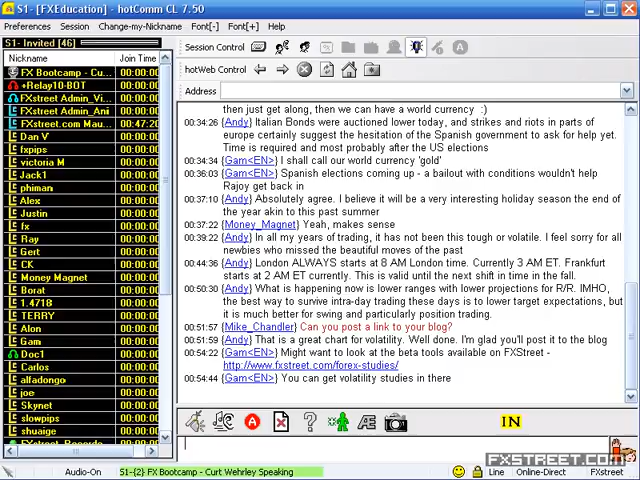 S1- [FXEducation] - hotComm CL 7.50
Preferences Session Change-my-Nickname Font[-] Font[+] Help
S1- Invited [46]
Nickname Join Time
FX Bootcamp - Cu... 00:00:00
+Relay10-BOT 00:00:00
FXstreet Admin_Vi... 00:00:00
FXstreet Admin_Ani 00:00:00
FXstreet.com Mau... 00:47:20
Dan V 00:00:00
fxpips 00:00:00
victoria M 00:00:00
Jack1 00:00:00
phiman 00:00:00
Alex 00:00:00
Justin 00:00:00
fx 00:00:00
Ray 00:00:00
Gert 00:00:00
CK 00:00:00
Money Magnet 00:00:00
Borat 00:00:00
1.4718 00:00:00
TERRY 00:00:00
Alon 00:00:00
Gam 00:00:00
Doc1 00:00:00
Carlos 00:00:00
alfadongo 00:00:00
joe 00:00:00
Skynet 00:00:00
slowpips 00:00:00
shuaige 00:00:00
Session Control
hotWeb Control
Address
then just get along, then we can have a world currency :)
00:34:26 {Andy} Italian Bonds were auctioned lower today, and strikes and riots in parts of
europe certainly suggest the hesitation of the Spanish government to ask for help yet.
Time is required and most probably after the US elections
00:34:34 {Gam<EN>} I shall call our world currency 'gold'
00:36:03 {Gam<EN>} Spanish elections coming up - a bailout with conditions wouldn't help
Rajoy get back in
00:37:10 {Andy} Absolutely agree. I believe it will be a very interesting holiday season the end of
the year akin to this past summer
00:37:22 {Money_Magnet} Yeah, makes sense
00:39:22 {Andy} In all my years of trading, it has not been this tough or volatile. I feel sorry for all
newbies who missed the beautiful moves of the past
00:44:36 {Andy} London ALWAYS starts at 8 AM London time. Currently 3 AM ET. Frankfurt
starts at 2 AM ET currently. This is valid until the next shift in time in the fall.
00:50:30 {Andy} What is happening now is lower ranges with lower projections for R/R. IMHO,
the best way to survive intra-day trading these days is to lower target expectations, but
it is much better for swing and particularly position trading.
00:51:57 {Mike_Chandler} Can you post a link to your blog?
00:51:59 {Andy} That is a great chart for volatility. Well done. I'm glad you'll post it to the blog
00:54:22 {Gam<EN>} Might want to look at the beta tools available on FXStreet -
http://www.fxstreet.com/forex-studies/
00:54:44 {Gam<EN>} You can get volatility studies in there
IN
Audio-On S1-{2} FX Bootcamp - Curt Wehrley Speaking Line Online-Direct FXstreet
FXSTREET.COM